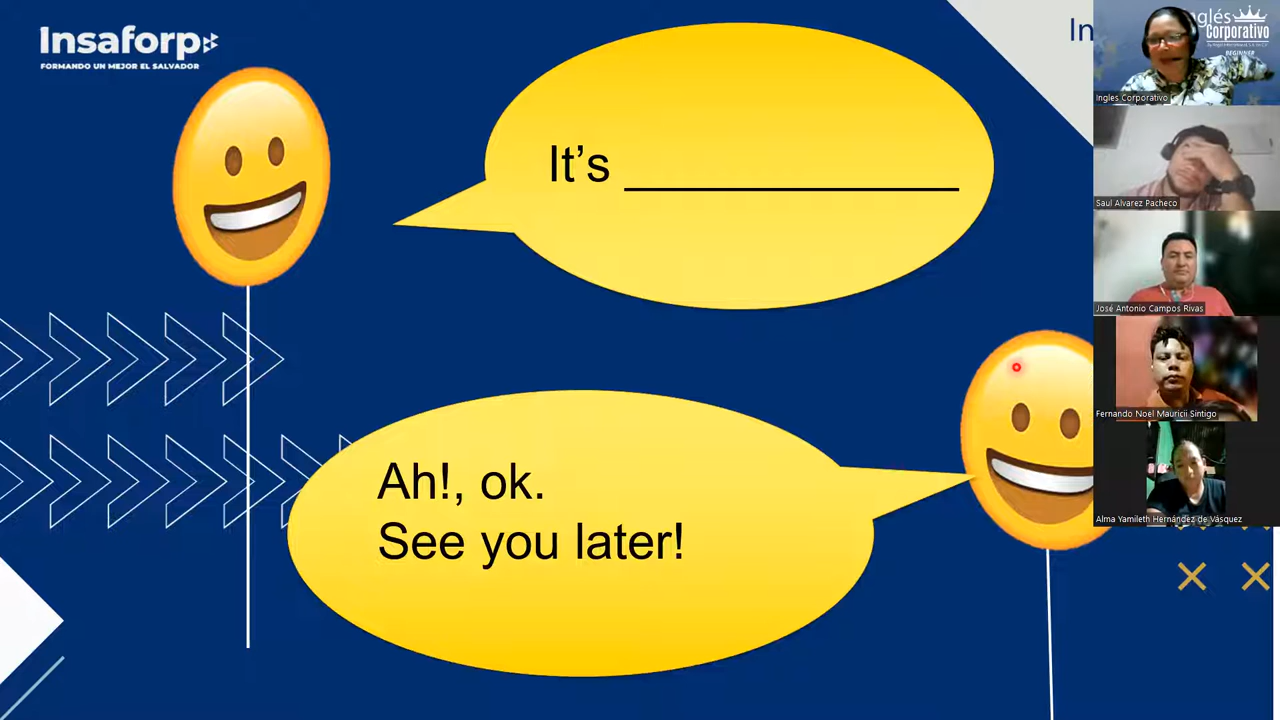 Insaforp
FORMANDO UN MEJOR EL SALVADOR
It's _______________
Ah!, ok.
See you later!
In
Inglés
Corporativo
BEGINNER
Ingles Corporativo
Saul Alvarez Pacheco
José Antonio Campos Rivas
Fernando Noel Mauricii Sintigo
Alma Yamileth Hernández de Vásquez